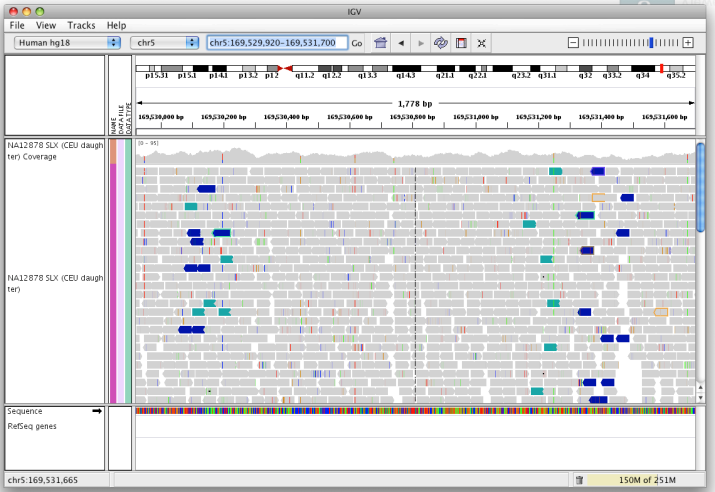 IGV
File View Tracks Help
Human hg18 chr5 chr5:169,529,920-169,531,700 Go
p15.31 p15.1 p14.1 p13.2 p12 q11.2 q12.2 q13.3 q14.3 q21.1 q22.1 q23.2 q31.1 q32 q33.2 q34 q35.2
1,778 bp
169,530,000 bp 169,530,200 bp 169,530,400 bp 169,530,600 bp 169,530,800 bp 169,531,000 bp 169,531,200 bp 169,531,400 bp 169,531,600 bp
NAME
DATA FILE
DATA TYPE
NA12878 SLX (CEU daugh
ter) Coverage
[0 - 95]
NA12878 SLX (CEU daugh
ter)
Sequence
RefSeq genes
chr5:169,531,665 150M of 251M